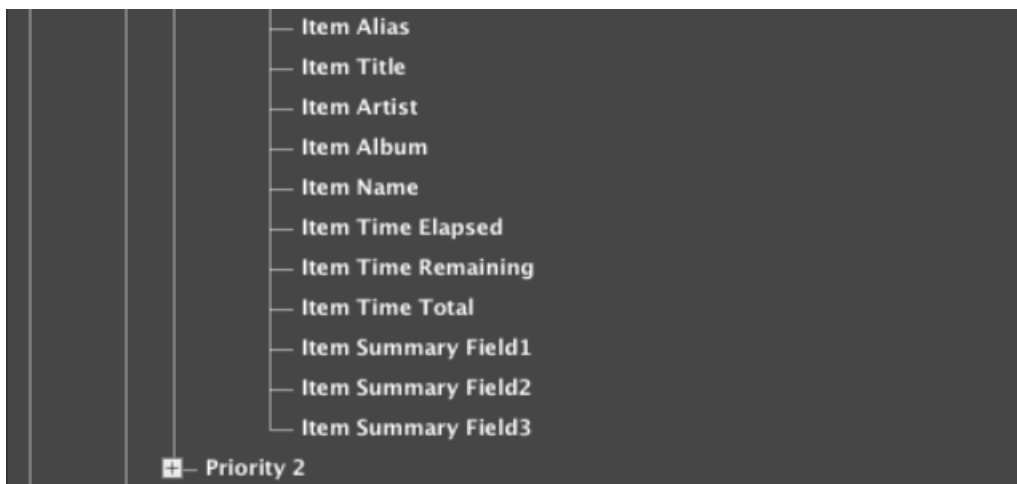 Item Alias
Item Title
Item Artist
Item Album
Item Name
Item Time Elapsed
Item Time Remaining
Item Time Total
Item Summary Field1
Item Summary Field2
Item Summary Field3
Priority 2